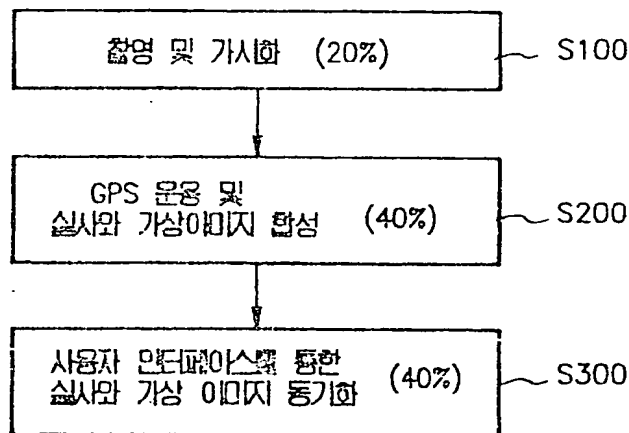 촬영 및 가시화 (20%) S100
GPS 운용 및
실사와 가상이미지 합성 (40%) S200
사용자 인터페이스를 통한
실사와 가상 이미지 동기화 (40%) S300